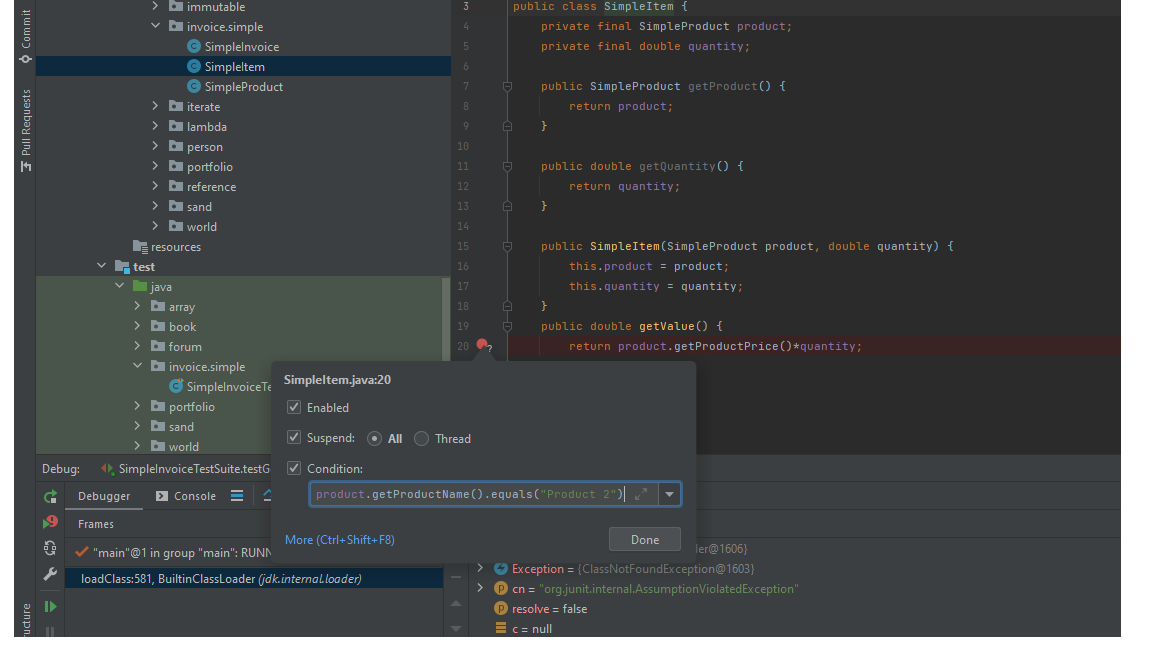 Commit
Pull Requests
ructure
immutable
invoice.simple
SimpleInvoice
SimpleItem
SimpleProduct
iterate
lambda
person
portfolio
reference
sand
world
resources
test
java
array
book
forum
invoice.simple
SimpleInvoiceTe
portfolio
sand
world
3 public class SimpleItem {
4 private final SimpleProduct product;
5 private final double quantity;
6
7 public SimpleProduct getProduct() {
8 return product;
9 }
10
11 public double getQuantity() {
12 return quantity;
13 }
14
15 public SimpleItem(SimpleProduct product, double quantity) {
16 this.product = product;
17 this.quantity = quantity;
18 }
19 public double getValue() {
20 ? return product.getProductPrice()*quantity;
SimpleItem.java:20
Enabled
Suspend: All Thread
Condition:
product.getProductName().equals("Product 2")
More (Ctrl+Shift+F8) Done
Debug: SimpleInvoiceTestSuite.testG
Debugger Console
Frames
"main"@1 in group "main": RUNN
loadClass:581, BuiltinClassLoader (jdk.internal.loader)
der@1606}
Exception = {ClassNotFoundException@1603}
cn = "org.junit.internal.AssumptionViolatedException"
resolve = false
c = null